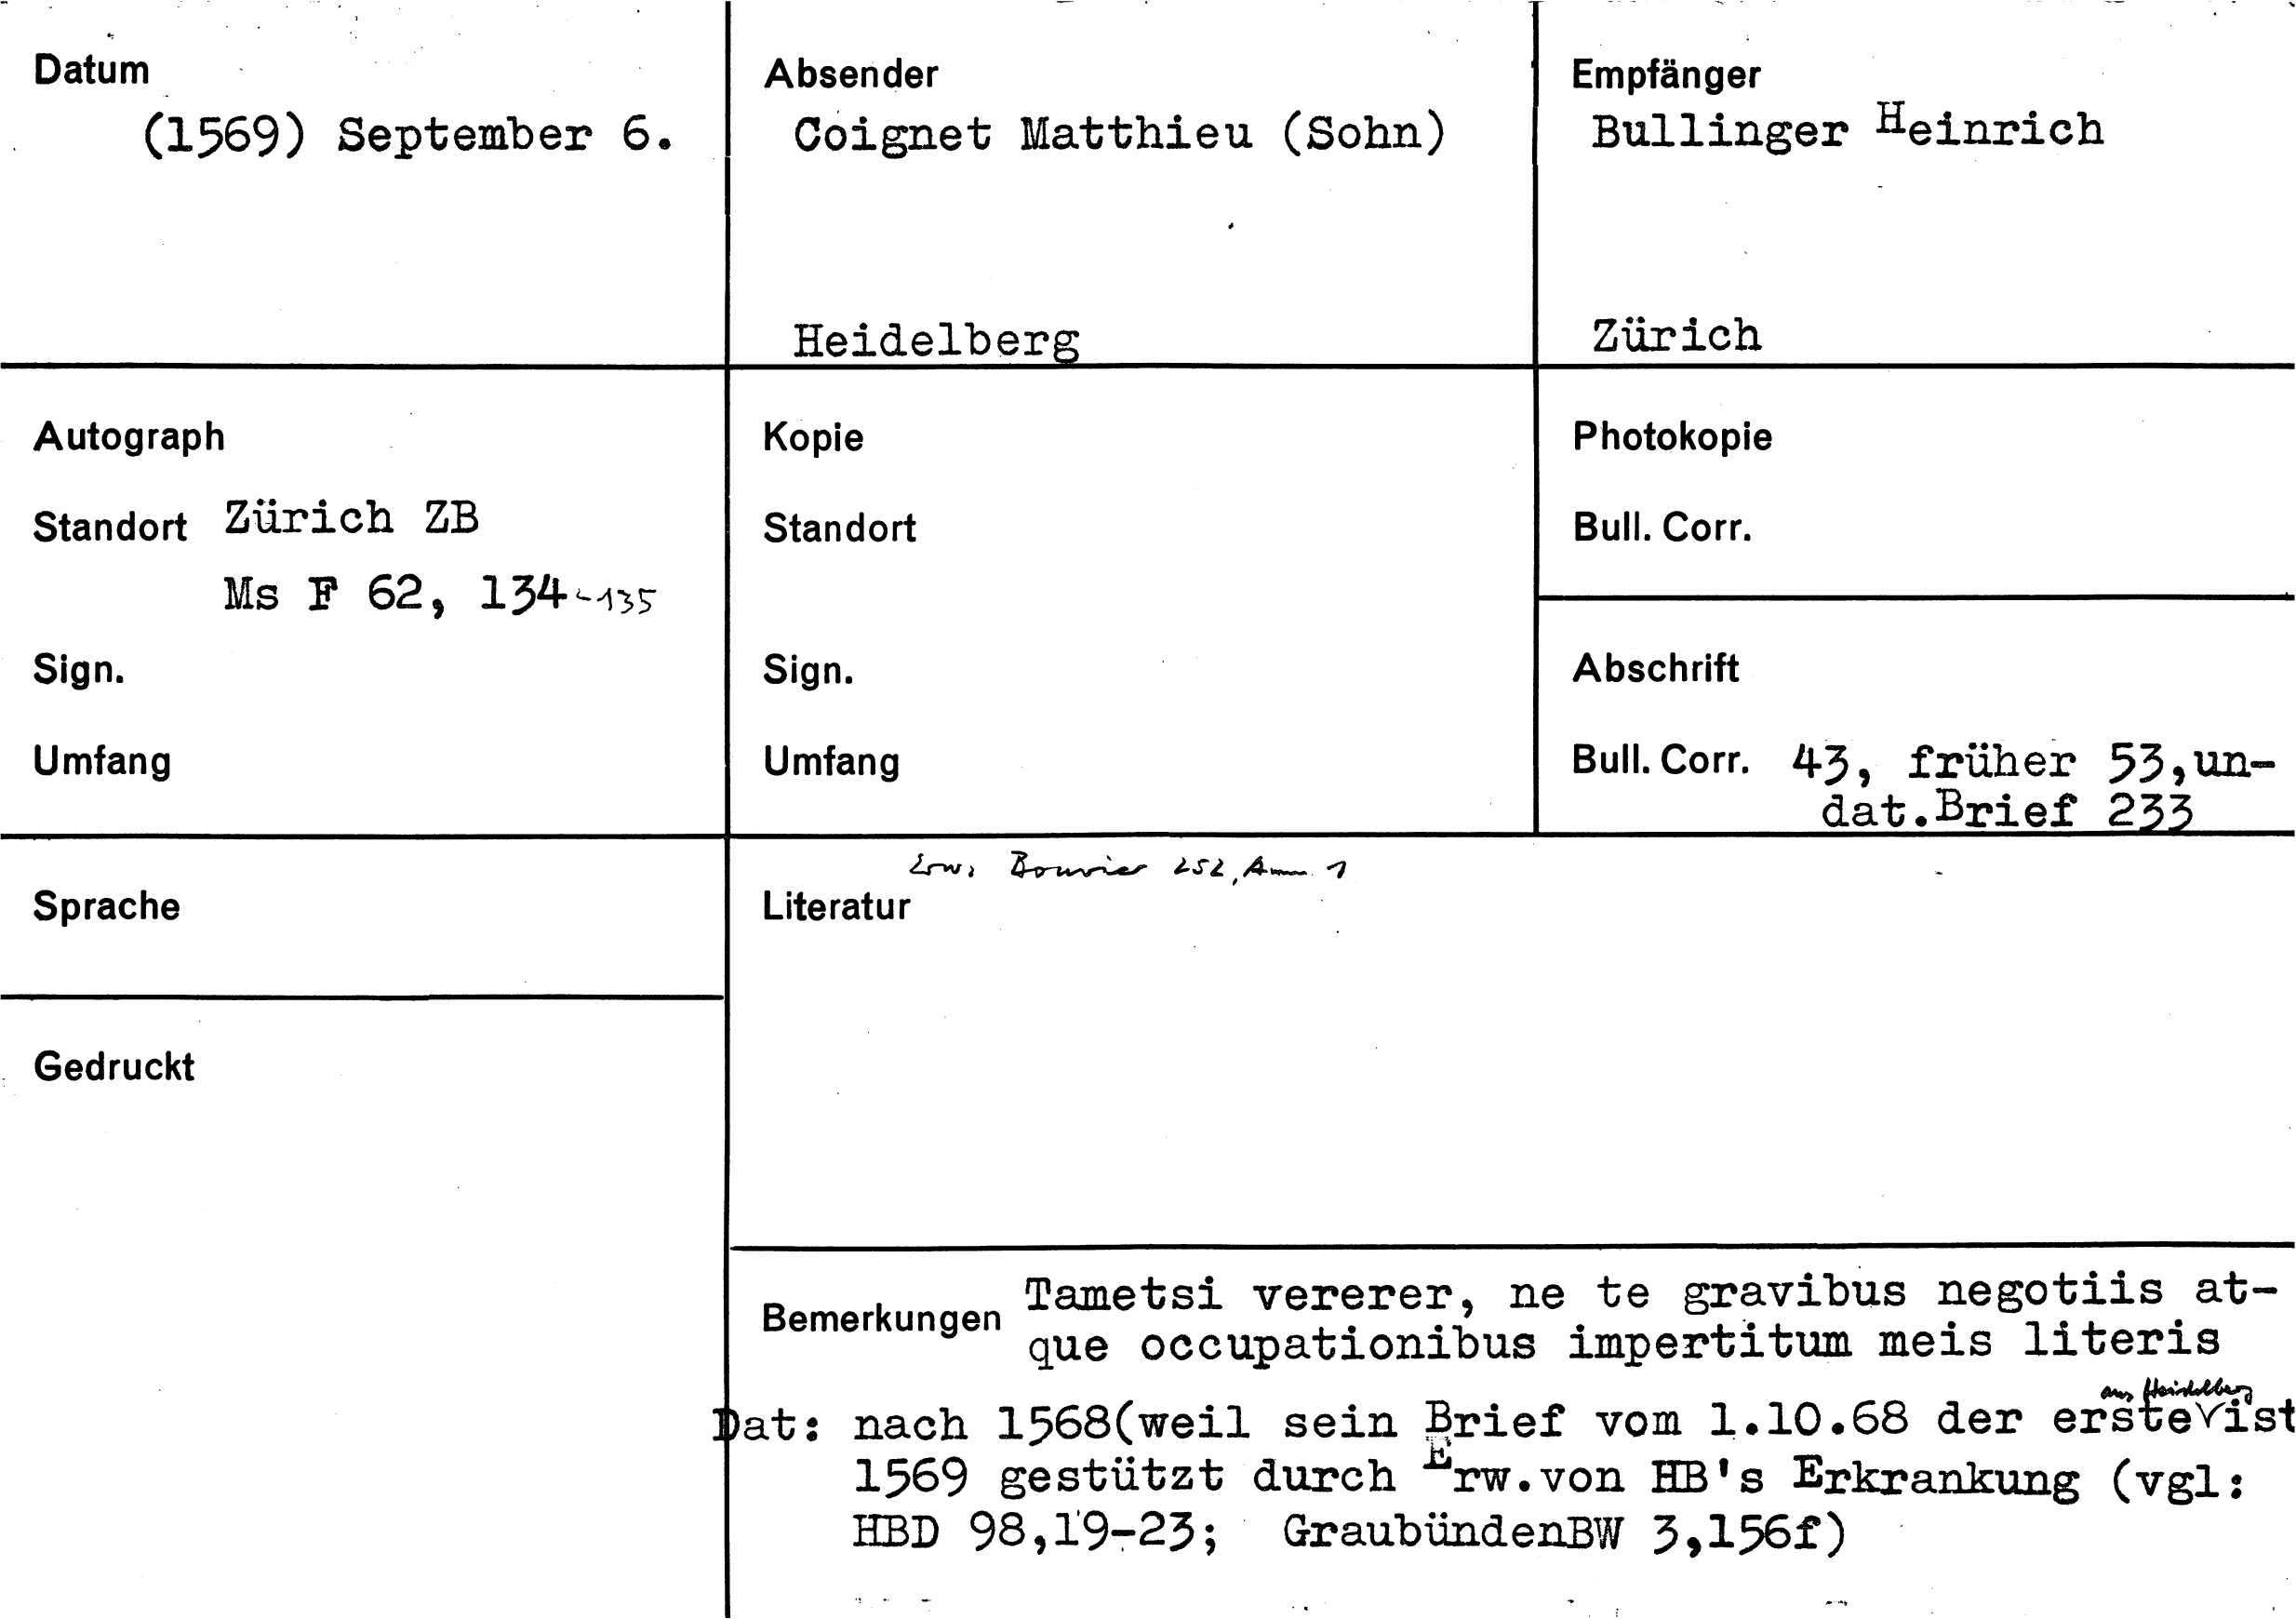 Datum
(1569) September 6.
Absender
Coignet Matthieu (Sohn)
Heidelberg
Empfänger
Bullinger Heinrich
Zürich
Autograph
Standort Zürich ZB
Ms F 62, 134-135
Sign.
Umfang
Kopie
Standort
Sign.
Umfang
Photokopie
Bull. Corr.
Abschrift
Bull. Corr. 43, früher 53,un-
dat.Brief 233
Sprache
Gedruckt
Erw: Bouvier 252, Anm. 1
Literatur
Bemerkungen Tametsi vererer, ne te gravibus negotiis at-
que occupationibus impertitum meis literis
aus Heidelberg
Dat: nach 1568(weil sein Brief vom 1.10.68 der erste ist
1569 gestützt durch Erw.von HB's Erkrankung (vgl:
HBD 98,19-23; GraubündenBW 3,156f)